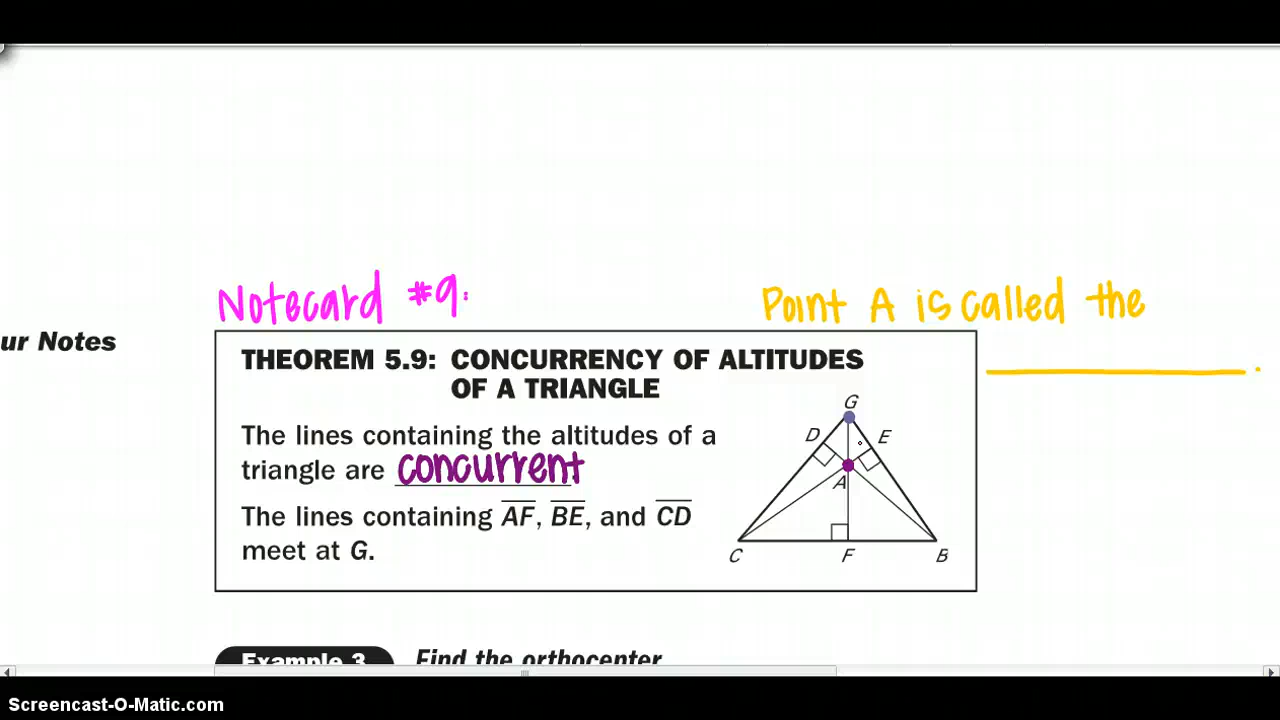 Notecard #9:
Point A is called the
ur Notes
THEOREM 5.9: CONCURRENCY OF ALTITUDES
OF A TRIANGLE
The lines containing the altitudes of a
triangle are concurrent.
The lines containing AF, BE, and CD
meet at G.
G
D
E
A
C
F
B
Example 3 Find the orthocenter
Screencast-O-Matic.com